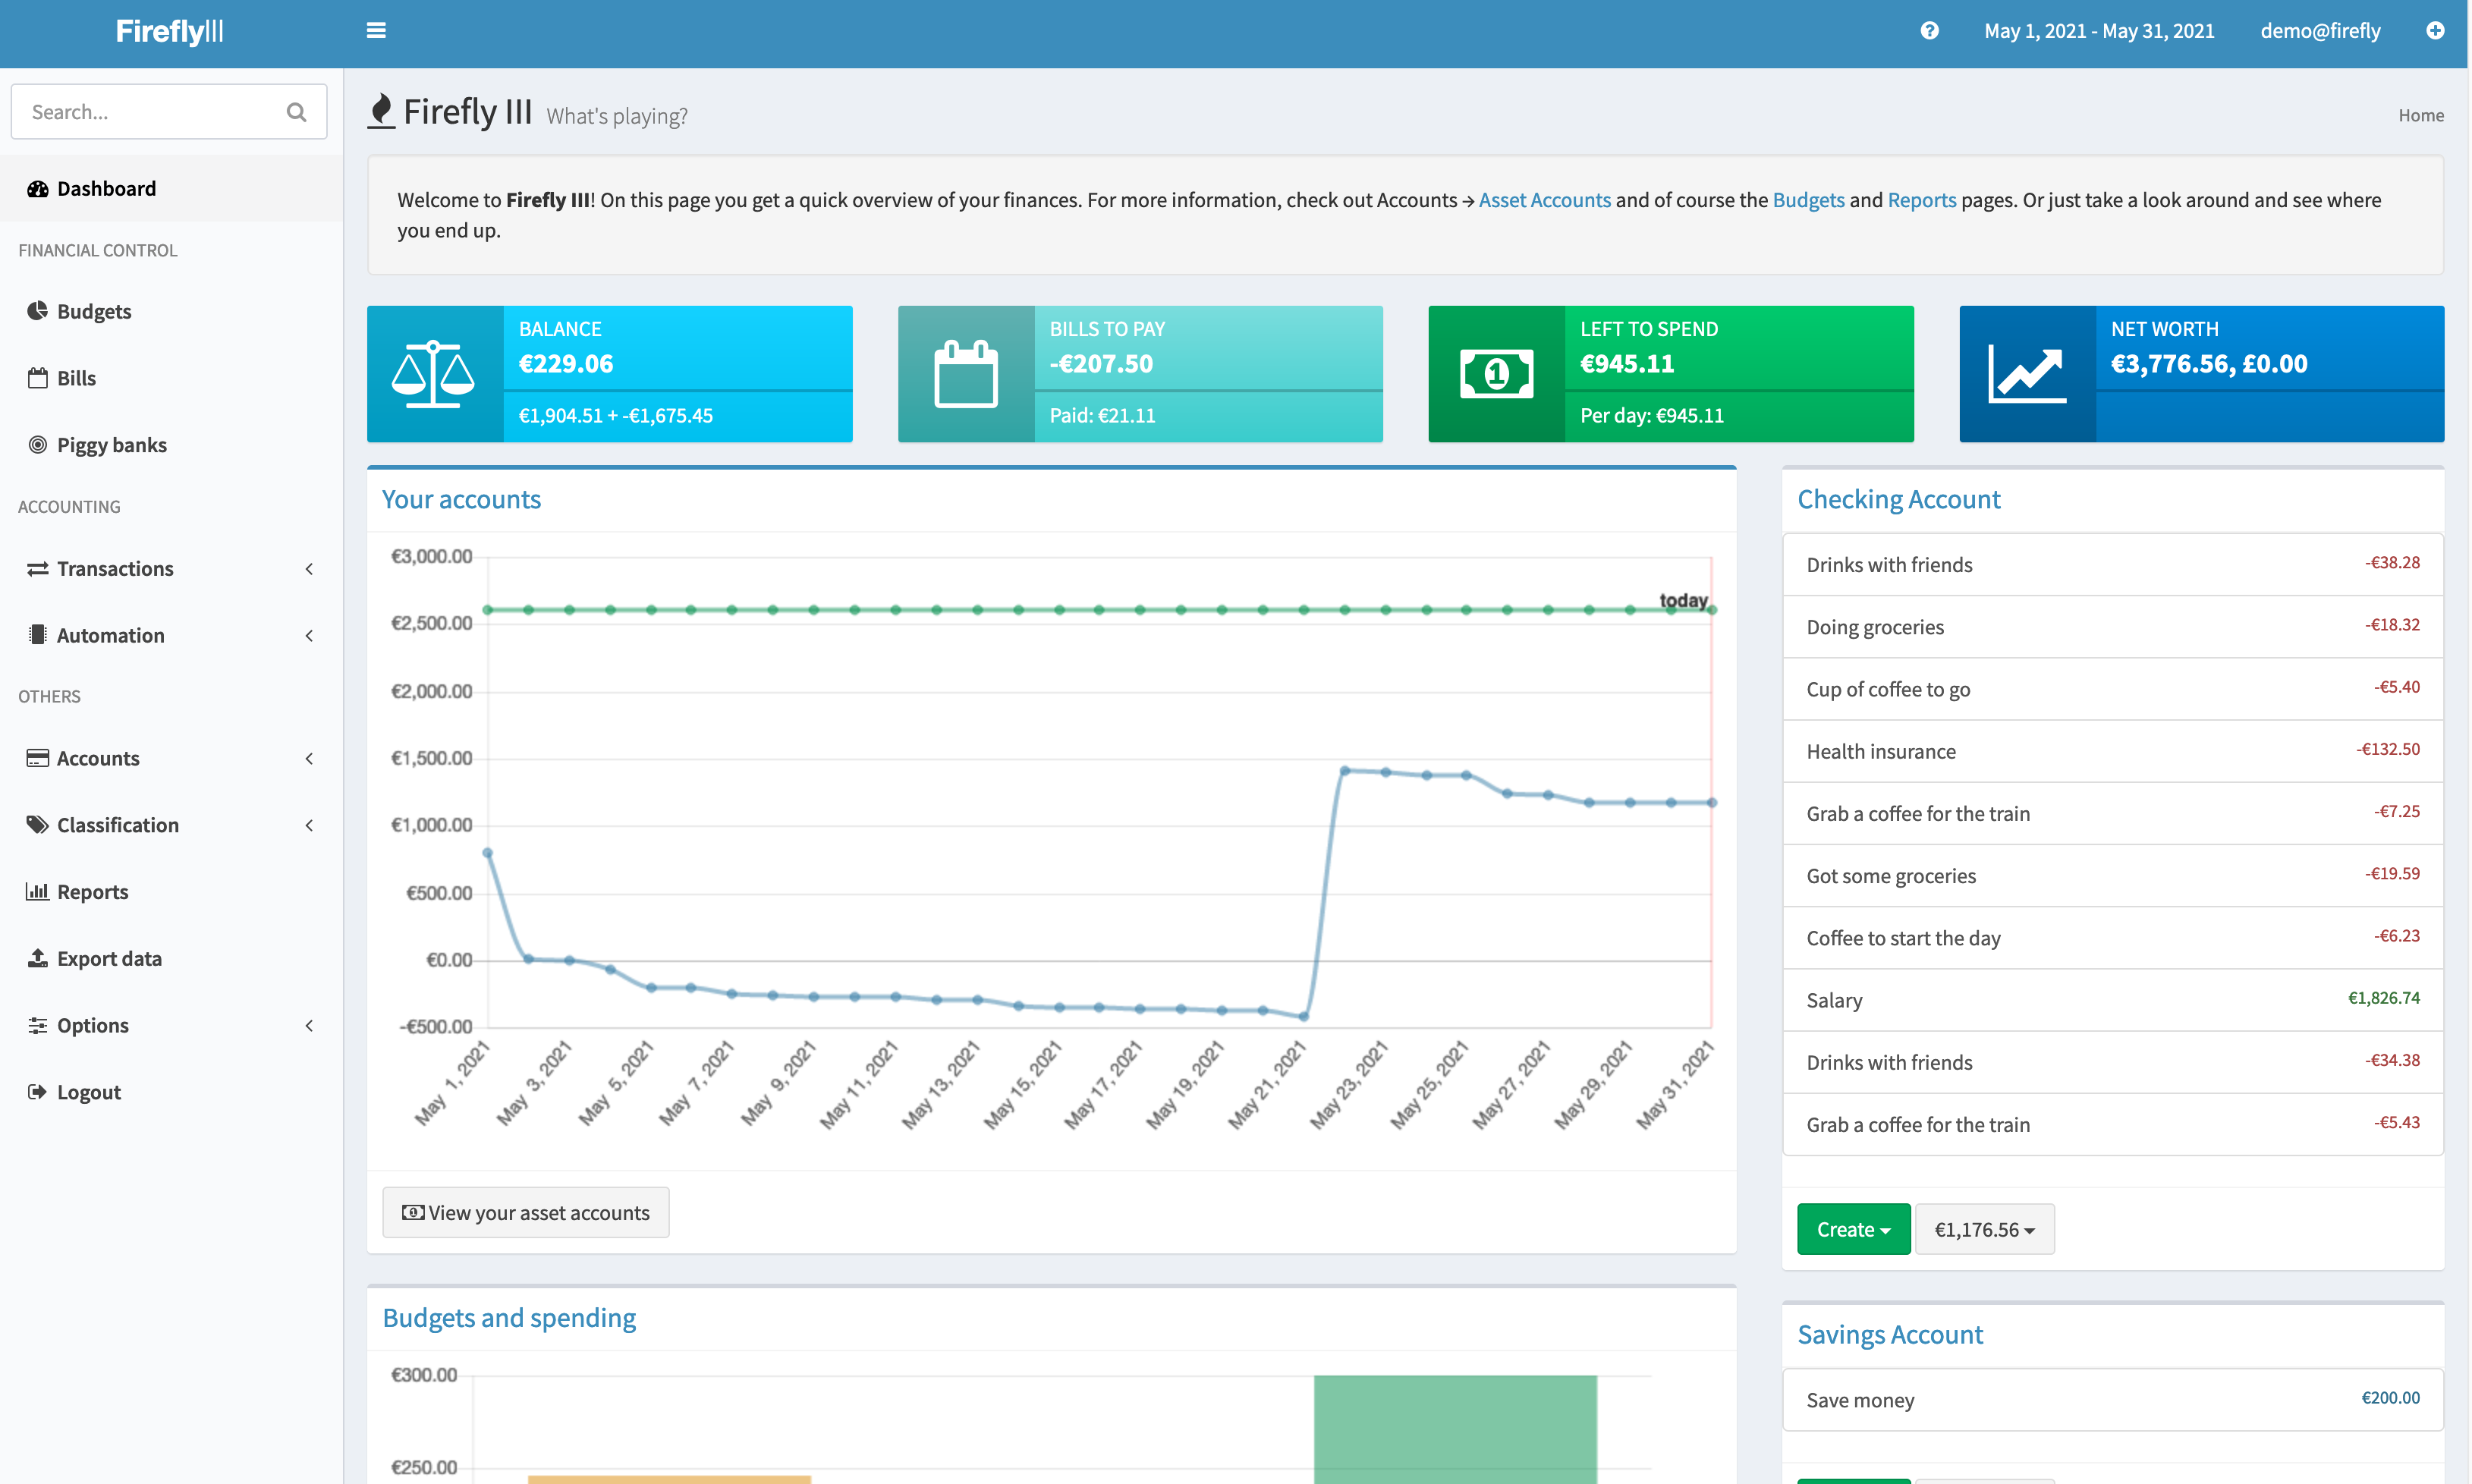 FireflyIII
May 1, 2021 - May 31, 2021
demo@firefly
Search...
Dashboard
FINANCIAL CONTROL
Budgets
Bills
Piggy banks
ACCOUNTING
Transactions
Automation
OTHERS
Accounts
Classification
Reports
Export data
Options
Logout
Firefly III What's playing?
Home
Welcome to Firefly III! On this page you get a quick overview of your finances. For more information, check out Accounts → Asset Accounts and of course the Budgets and Reports pages. Or just take a look around and see where
you end up.
BALANCE
€229.06
€1,904.51 + -€1,675.45
BILLS TO PAY
-€207.50
Paid: €21.11
LEFT TO SPEND
€945.11
Per day: €945.11
NET WORTH
€3,776.56, £0.00
Your accounts
€3,000.00
€2,500.00
€2,000.00
€1,500.00
€1,000.00
€500.00
€0.00
-€500.00
today
May 1, 2021
May 3, 2021
May 5, 2021
May 7, 2021
May 9, 2021
May 11, 2021
May 13, 2021
May 15, 2021
May 17, 2021
May 19, 2021
May 21, 2021
May 23, 2021
May 25, 2021
May 27, 2021
May 29, 2021
May 31, 2021
View your asset accounts
Budgets and spending
€300.00
€250.00
Checking Account
Drinks with friends -€38.28
Doing groceries -€18.32
Cup of coffee to go -€5.40
Health insurance -€132.50
Grab a coffee for the train -€7.25
Got some groceries -€19.59
Coffee to start the day -€6.23
Salary €1,826.74
Drinks with friends -€34.38
Grab a coffee for the train -€5.43
Create
€1,176.56
Savings Account
Save money €200.00